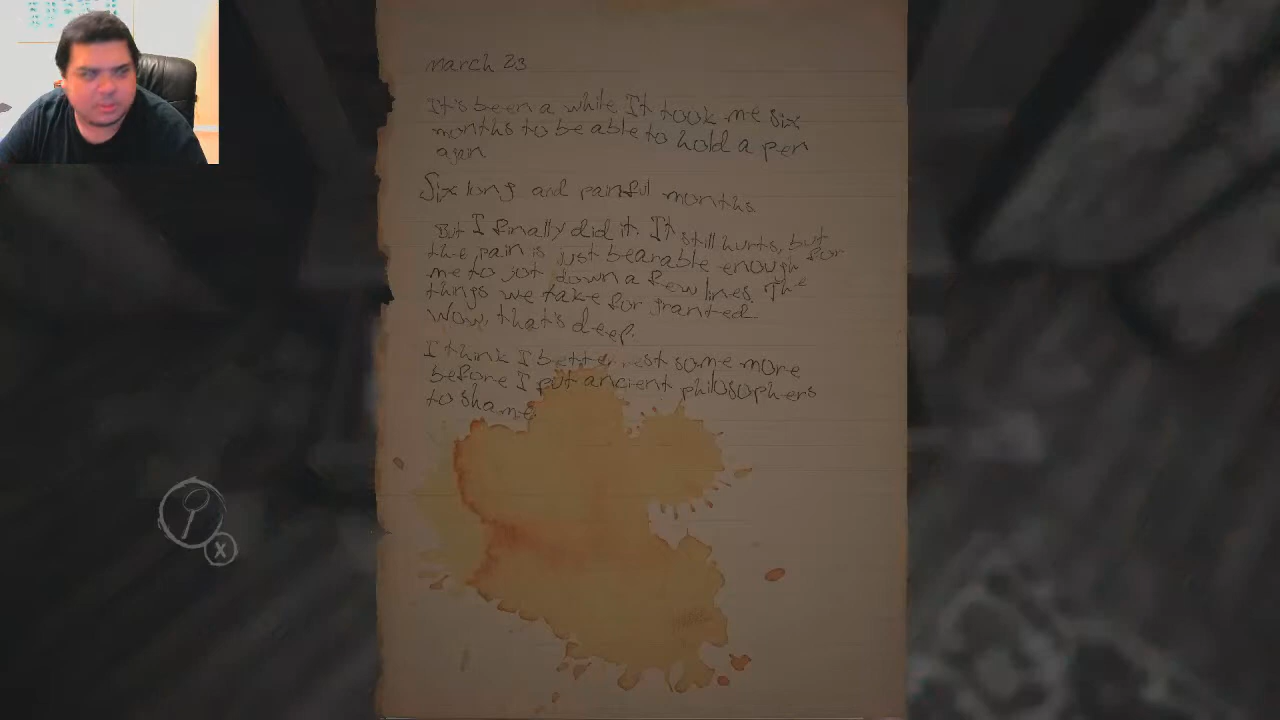 march 23
It's been a while. It took me six
months to be able to hold a pen
again
Six long and painful months.
But I finally did it. It still hurts, but
the pain is just bearable enough for
me to jot down a few lines. The
things we take for granted.
Wow, that's deep.
I think I better rest some more
before I put ancient philosophers
to shame.
X